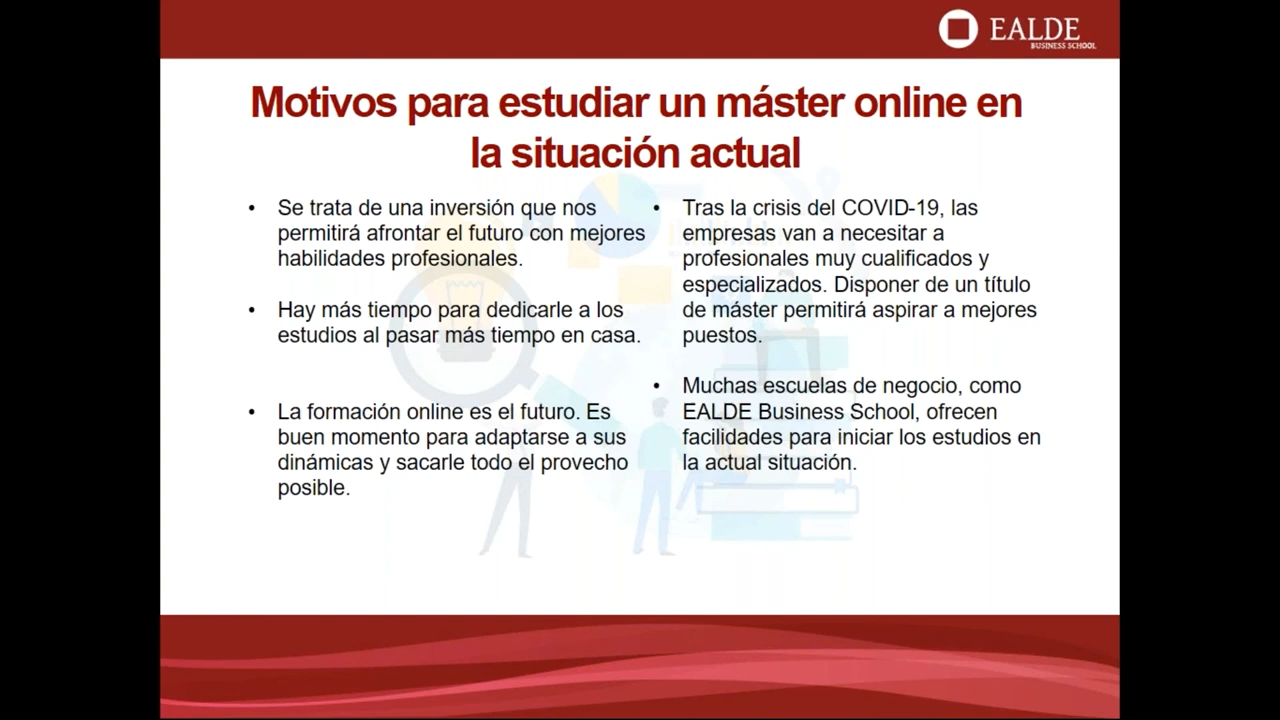 EALDE
BUSINESS SCHOOL
Motivos para estudiar un máster online en
la situación actual
• Se trata de una inversión que nos
permitirá afrontar el futuro con mejores
habilidades profesionales.
• Hay más tiempo para dedicarle a los
estudios al pasar más tiempo en casa.
• La formación online es el futuro. Es
buen momento para adaptarse a sus
dinámicas y sacarle todo el provecho
posible.
• Tras la crisis del COVID-19, las
empresas van a necesitar a
profesionales muy cualificados y
especializados. Disponer de un título
de máster permitirá aspirar a mejores
puestos.
• Muchas escuelas de negocio, como
EALDE Business School, ofrecen
facilidades para iniciar los estudios en
la actual situación.